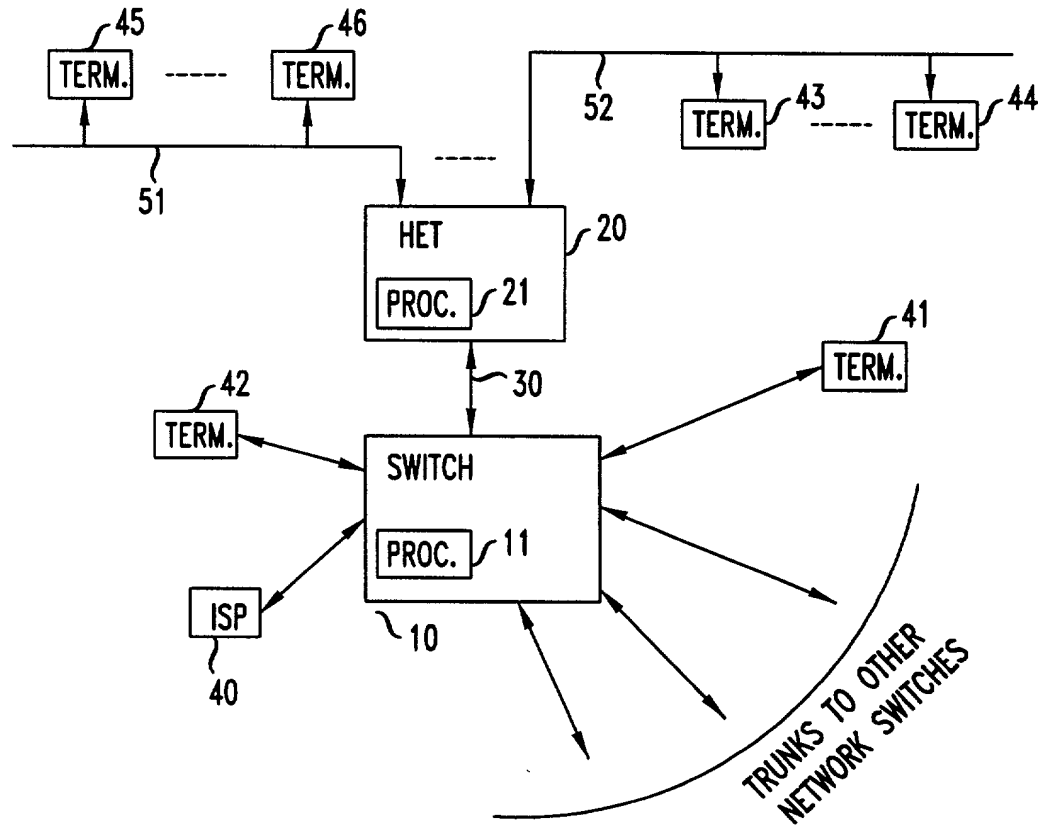 45
46
TERM.
TERM.
52
43
44
TERM.
TERM.
51
HET
20
PROC.
21
41
TERM.
30
42
TERM.
SWITCH
PROC.
11
ISP
10
40
TRUNKS TO OTHER
NETWORK SWITCHES